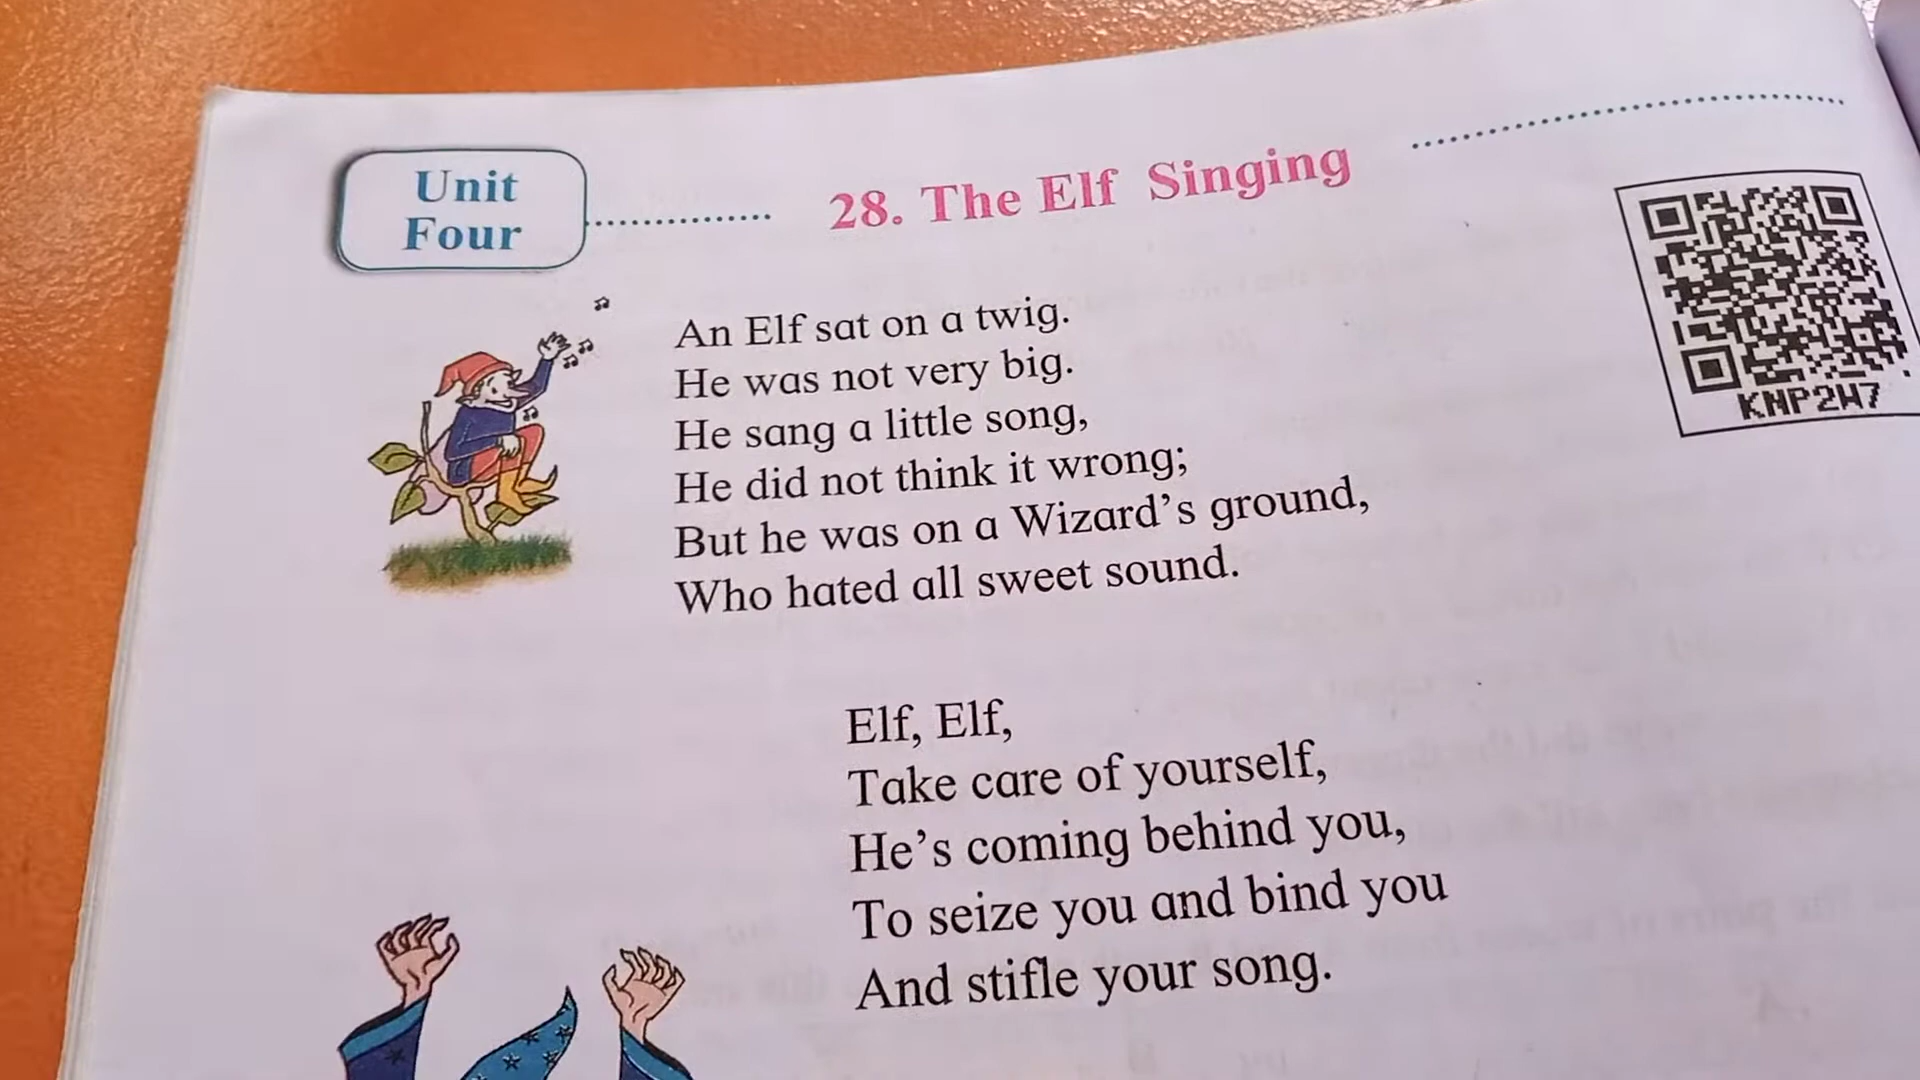 Unit
Four
28. The Elf Singing
KNP2W7
An Elf sat on a twig.
He was not very big.
He sang a little song,
He did not think it wrong;
But he was on a Wizard’s ground,
Who hated all sweet sound.
Elf, Elf,
Take care of yourself,
He’s coming behind you,
To seize you and bind you
And stifle your song.